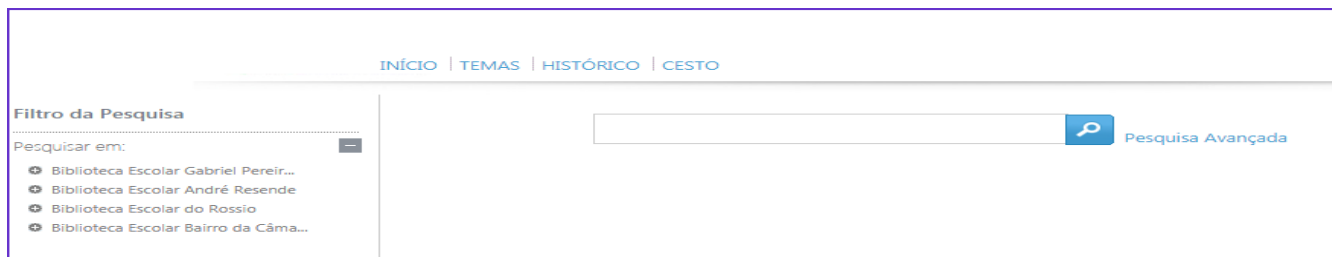 INÍCIO | TEMAS | HISTÓRICO | CESTO
Filtro da Pesquisa
Pesquisar em:
Biblioteca Escolar Gabriel Pereir...
Biblioteca Escolar André Resende
Biblioteca Escolar do Rossio
Biblioteca Escolar Bairro da Câma...
Pesquisa Avançada